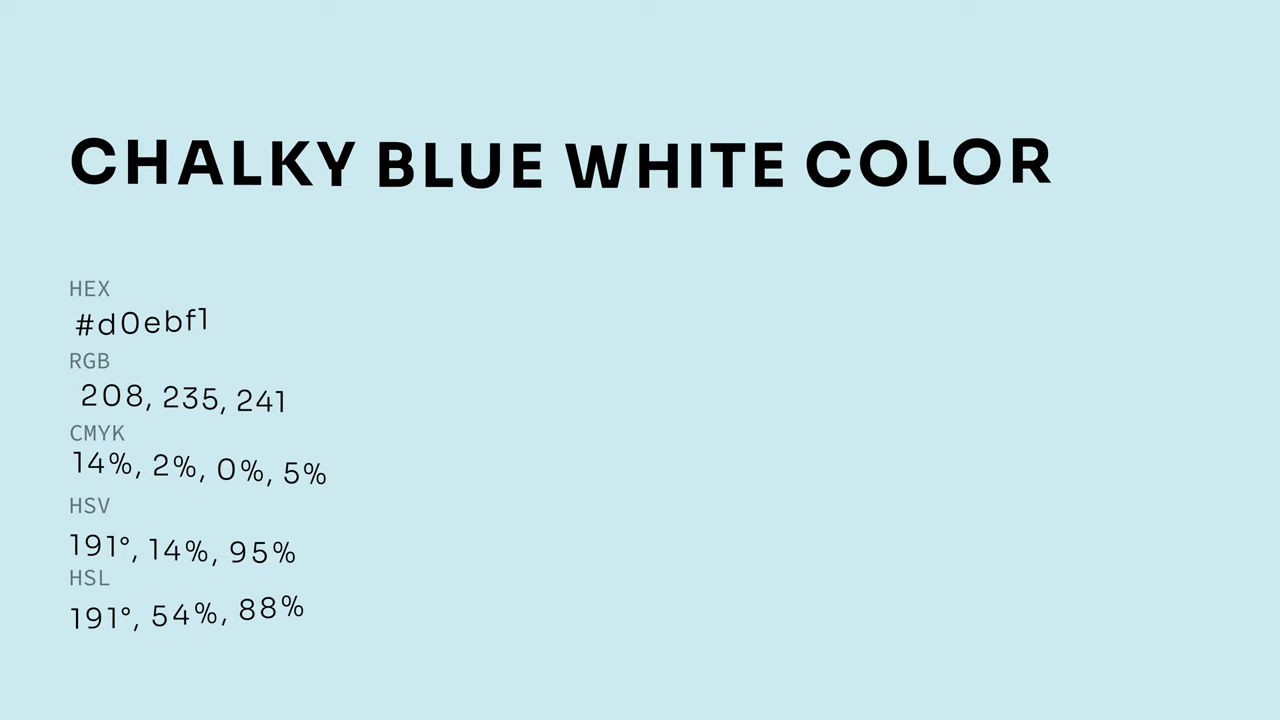 CHALKY BLUE WHITE COLOR
HEX
#d0ebf1
RGB
208, 235, 241
CMYK
14%, 2%, 0%, 5%
HSV
191°, 14%, 95%
HSL
191°, 54%, 88%